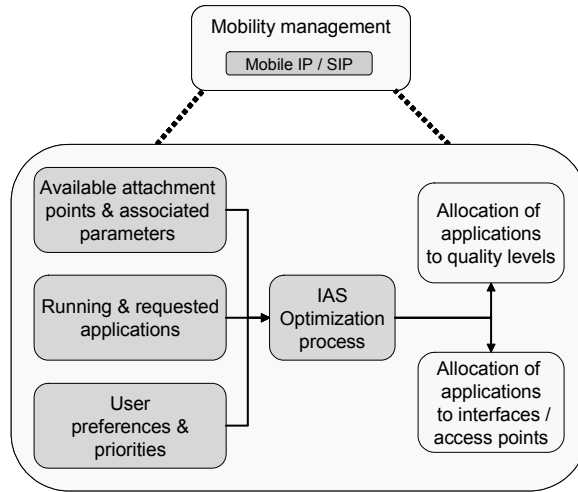 Mobility management
Mobile IP / SIP
Available attachment
points & associated
parameters
Running & requested
applications
User
preferences &
priorities
IAS
Optimization
process
Allocation of
applications
to quality levels
Allocation of
applications
to interfaces /
access points